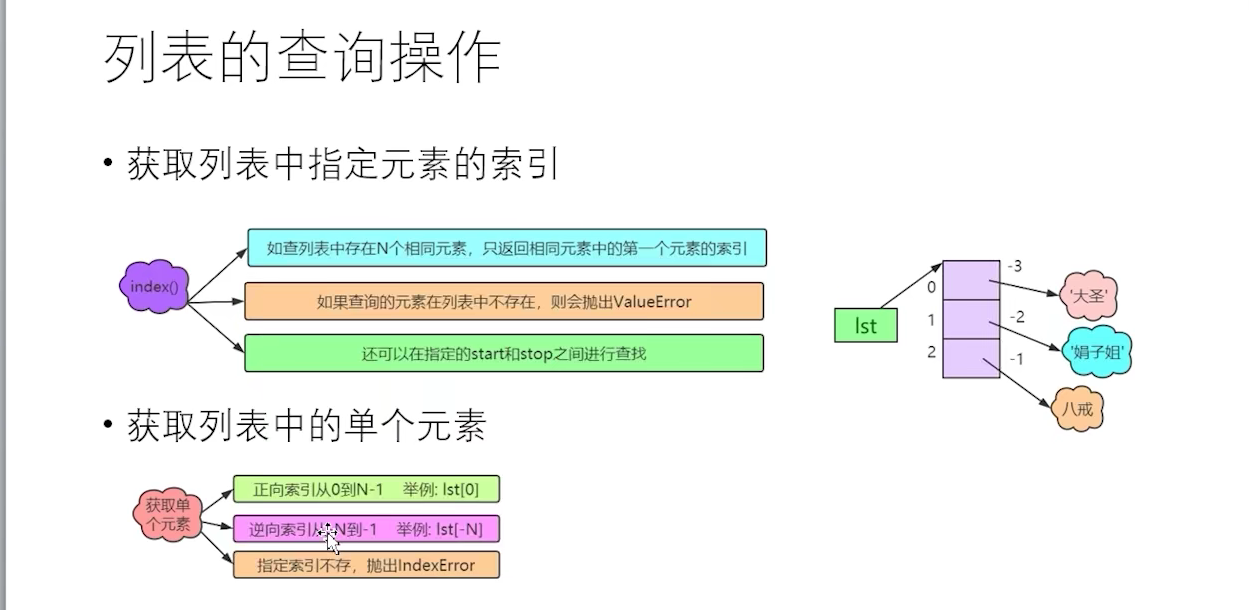 列表的查询操作
• 获取列表中指定元素的索引
index()
如查列表中存在N个相同元素，只返回相同元素中的第一个元素的索引
如果查询的元素在列表中不存在，则会抛出ValueError
还可以在指定的start和stop之间进行查找
lst
0
1
2
-3
-2
-1
'大圣'
'娟子姐'
八戒
• 获取列表中的单个元素
获取单
个元素
正向索引从0到N-1 举例: lst[0]
逆向索引从-N到-1 举例: lst[-N]
指定索引不存，抛出IndexError